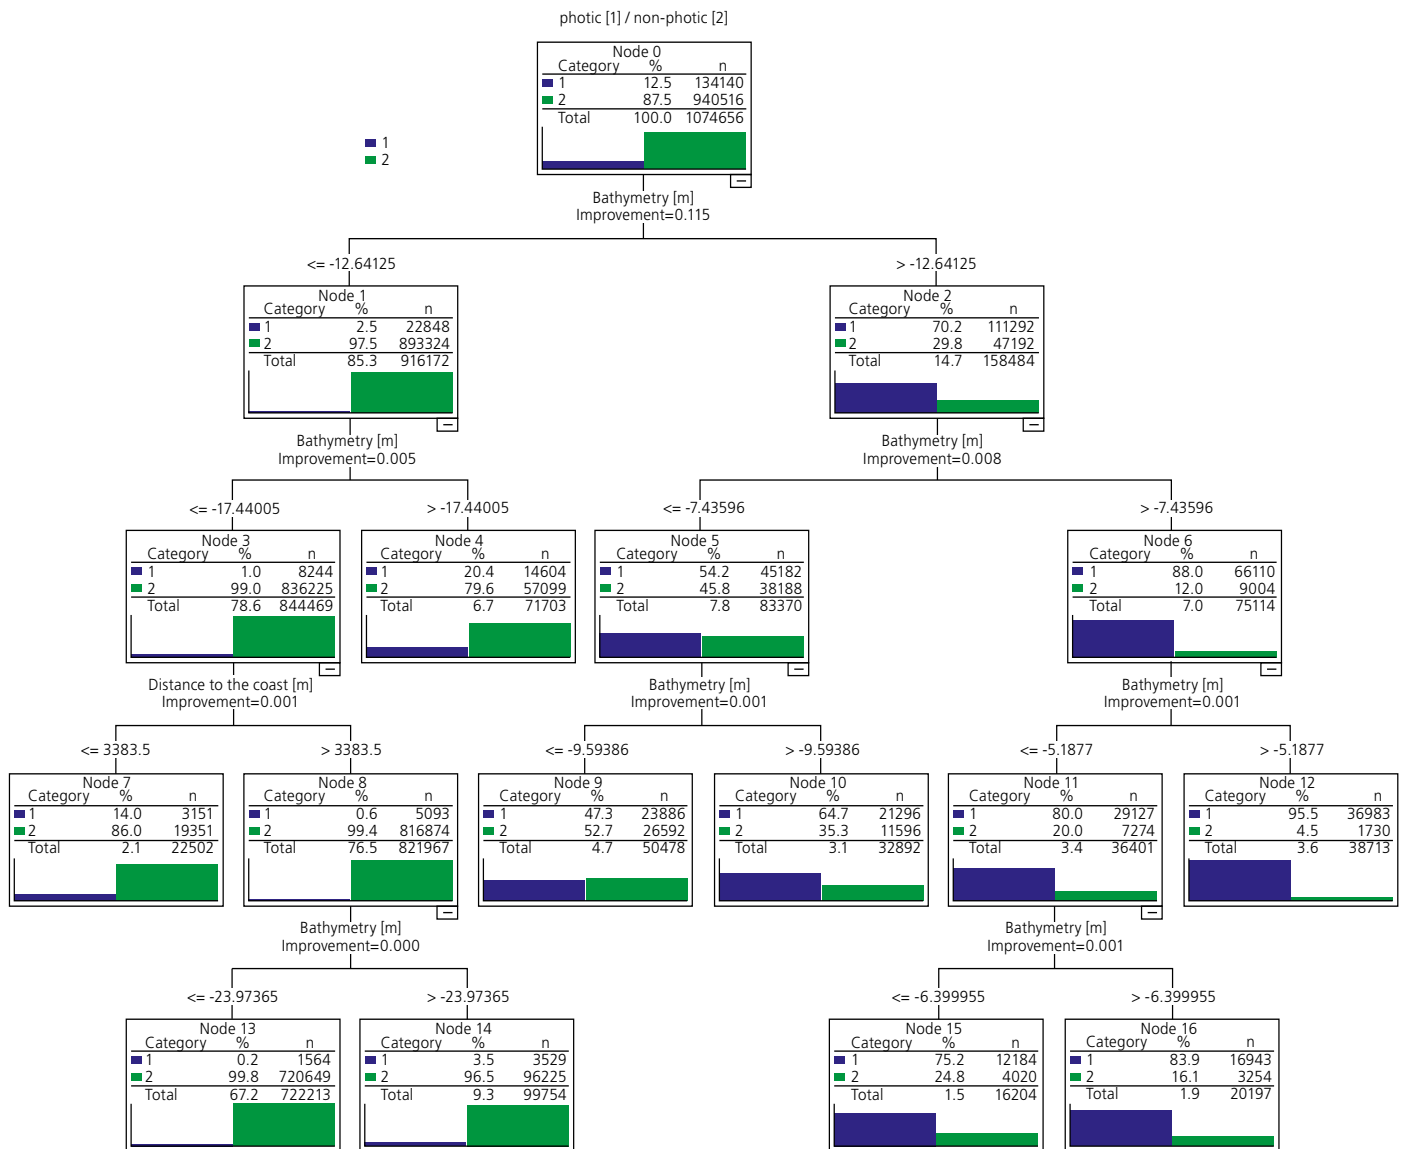 photic [1] / non-photic [2]
Node 0
Category % n
1 12.5 134140
2 87.5 940516
Total 100.0 1074656
1
2
Bathymetry [m]
Improvement=0.115
<= -12.64125
> -12.64125
Node 1
Category % n
1 2.5 22848
2 97.5 893324
Total 85.3 916172
Node 2
Category % n
1 70.2 111292
2 29.8 47192
Total 14.7 158484
Bathymetry [m]
Improvement=0.005
Bathymetry [m]
Improvement=0.008
<= -17.44005
> -17.44005
<= -7.43596
> -7.43596
Node 3
Category % n
1 1.0 8244
2 99.0 836225
Total 78.6 844469
Node 4
Category % n
1 20.4 14604
2 79.6 57099
Total 6.7 71703
Node 5
Category % n
1 54.2 45182
2 45.8 38188
Total 7.8 83370
Node 6
Category % n
1 88.0 66110
2 12.0 9004
Total 7.0 75114
Distance to the coast [m]
Improvement=0.001
Bathymetry [m]
Improvement=0.001
Bathymetry [m]
Improvement=0.001
<= 3383.5
> 3383.5
<= -9.59386
> -9.59386
<= -5.1877
> -5.1877
Node 7
Category % n
1 14.0 3151
2 86.0 19351
Total 2.1 22502
Node 8
Category % n
1 0.6 5093
2 99.4 816874
Total 76.5 821967
Node 9
Category % n
1 47.3 23886
2 52.7 26592
Total 4.7 50478
Node 10
Category % n
1 64.7 21296
2 35.3 11596
Total 3.1 32892
Node 11
Category % n
1 80.0 29127
2 20.0 7274
Total 3.4 36401
Node 12
Category % n
1 95.5 36983
2 4.5 1730
Total 3.6 38713
Bathymetry [m]
Improvement=0.000
Bathymetry [m]
Improvement=0.001
<= -23.97365
> -23.97365
<= -6.399955
> -6.399955
Node 13
Category % n
1 0.2 1564
2 99.8 720649
Total 67.2 722213
Node 14
Category % n
1 3.5 3529
2 96.5 96225
Total 9.3 99754
Node 15
Category % n
1 75.2 12184
2 24.8 4020
Total 1.5 16204
Node 16
Category % n
1 83.9 16943
2 16.1 3254
Total 1.9 20197